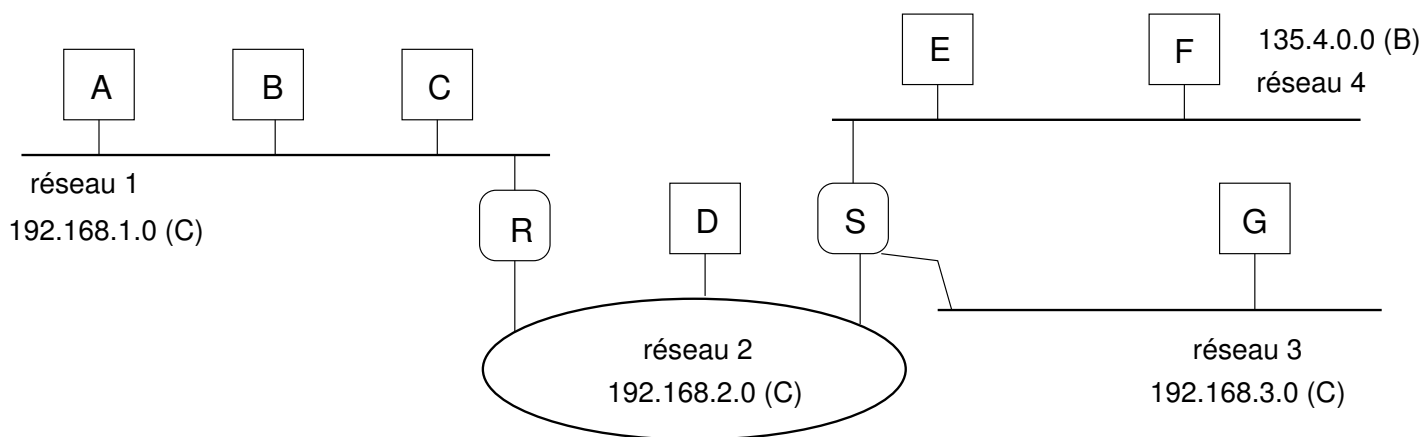 A
B
C
réseau 1
192.168.1.0 (C)
R
D
E
F
135.4.0.0 (B)
réseau 4
S
G
réseau 2
192.168.2.0 (C)
réseau 3
192.168.3.0 (C)